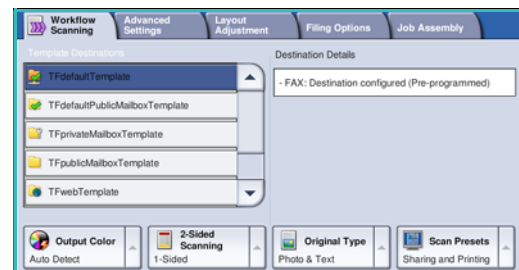 Workflow
Scanning
Advanced
Settings
Layout
Adjustment
Filing Options
Job Assembly
Template Destinations
Destination Details
TFdefaultTemplate
- FAX: Destination configured (Pre-programmed)
TFdefaultPublicMailboxTemplate
TFprivateMailboxTemplate
TFpublicMailboxTemplate
TFwebTemplate
Output Color
Auto Detect
2-Sided
Scanning
1-Sided
Original Type
Photo & Text
Scan Presets
Sharing and Printing